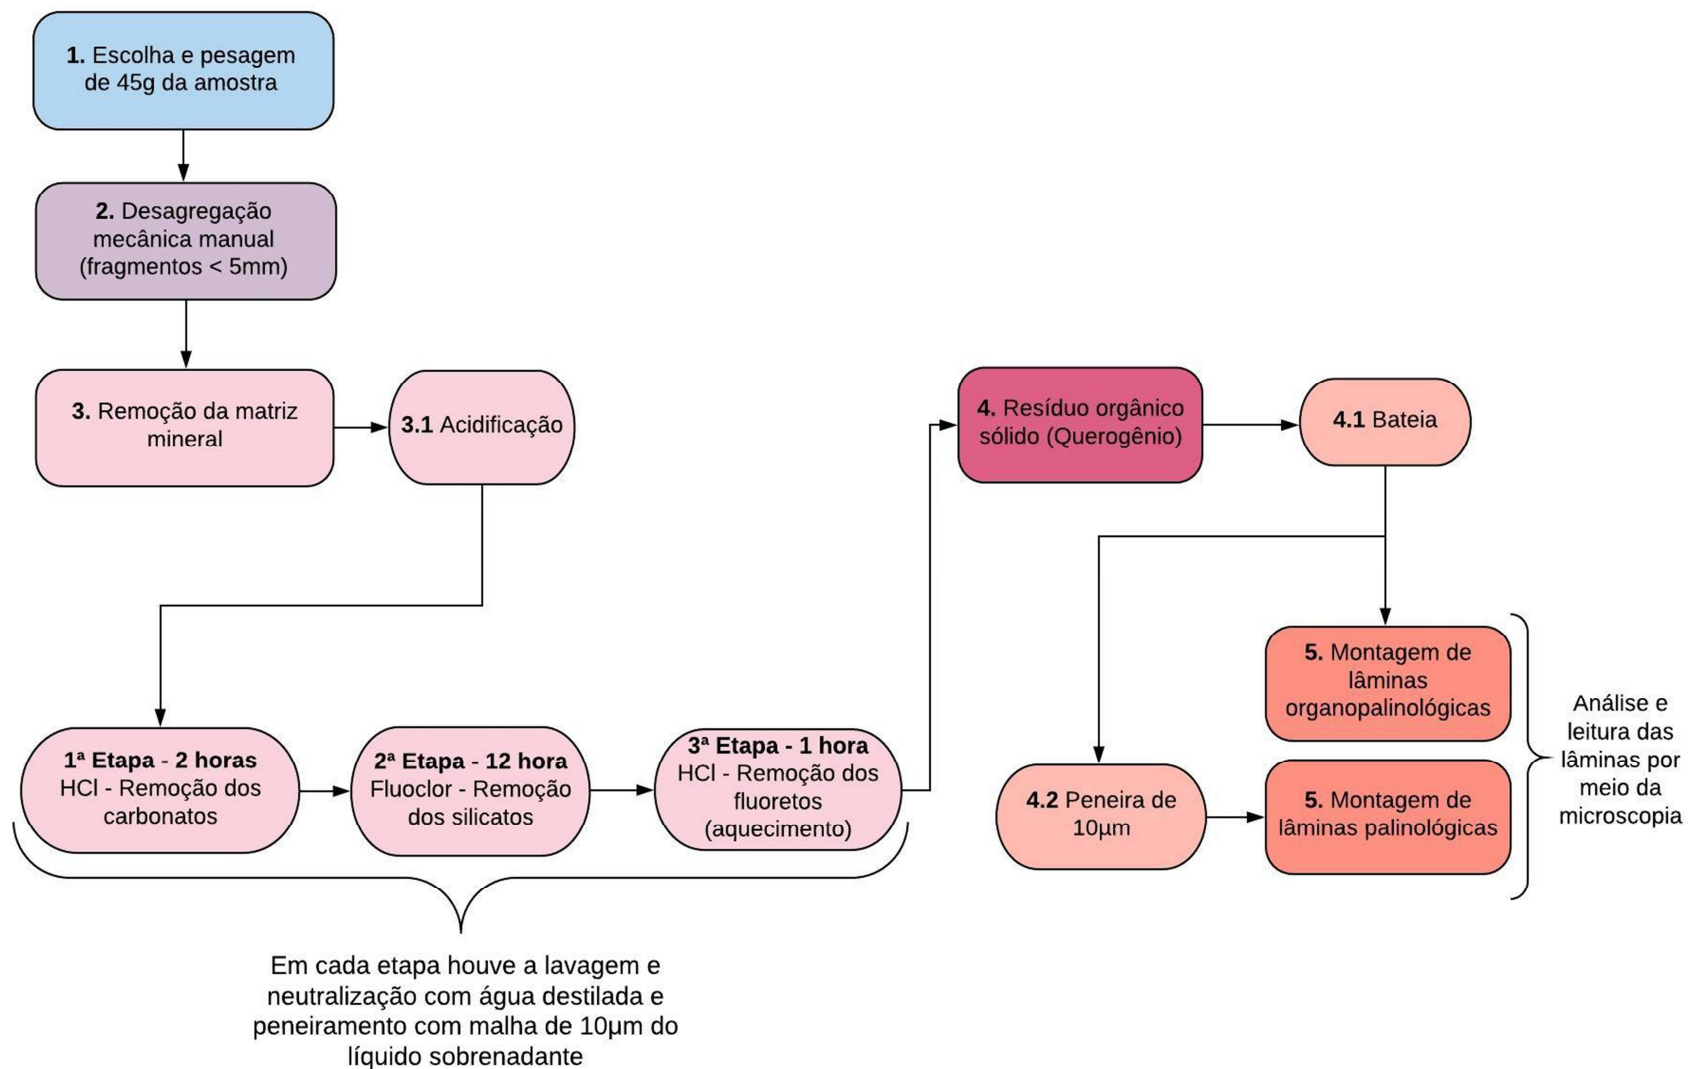 1. Escolha e pesagem
de 45g da amostra
2. Desagregação
mecânica manual
(fragmentos < 5mm)
3. Remoção da matriz
mineral
3.1 Acidificação
1ª Etapa - 2 horas
HCl - Remoção dos
carbonatos
2ª Etapa - 12 hora
Fluoclor - Remoção
dos silicatos
3ª Etapa - 1 hora
HCl - Remoção dos
fluoretos
(aquecimento)
Em cada etapa houve a lavagem e
neutralização com água destilada e
peneiramento com malha de 10µm do
líquido sobrenadante
4. Resíduo orgânico
sólido (Querogênio)
4.1 Bateia
4.2 Peneira de
10µm
5. Montagem de
lâminas
organopalinológicas
5. Montagem de
lâminas palinológicas
Análise e
leitura das
lâminas por
meio da
microscopia